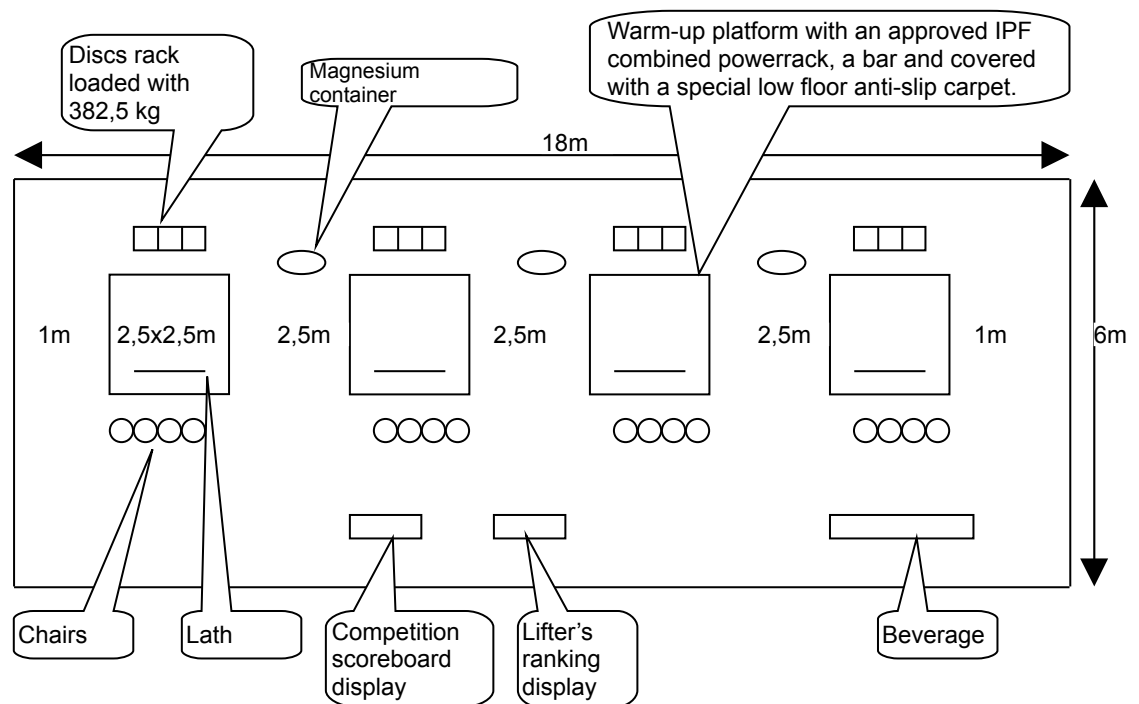 Discs rack
loaded with
382,5 kg
Magnesium
container
Warm-up platform with an approved IPF
combined powerrack, a bar and covered
with a special low floor anti-slip carpet.
18m
1m
2,5x2,5m
2,5m
2,5m
2,5m
1m
6m
Chairs
Lath
Competition
scoreboard
display
Lifter’s
ranking
display
Beverage